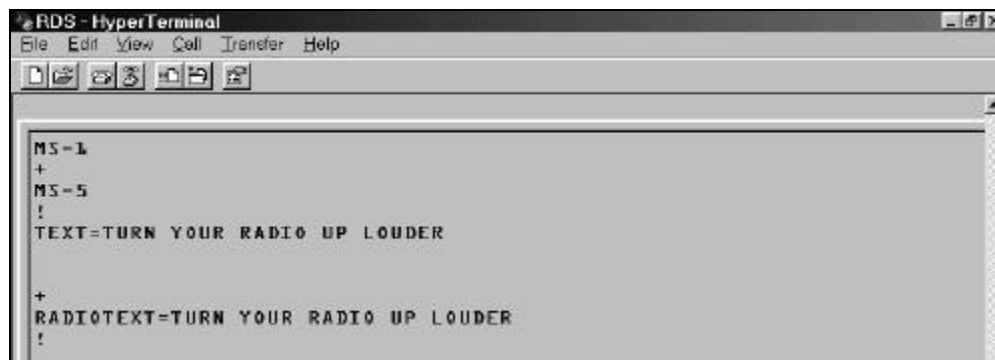 RDS - HyperTerminal
File Edit View Call Transfer Help
MS-1
+
MS-5
!
TEXT=TURN YOUR RADIO UP LOUDER
+
RADIOTEXT=TURN YOUR RADIO UP LOUDER
!